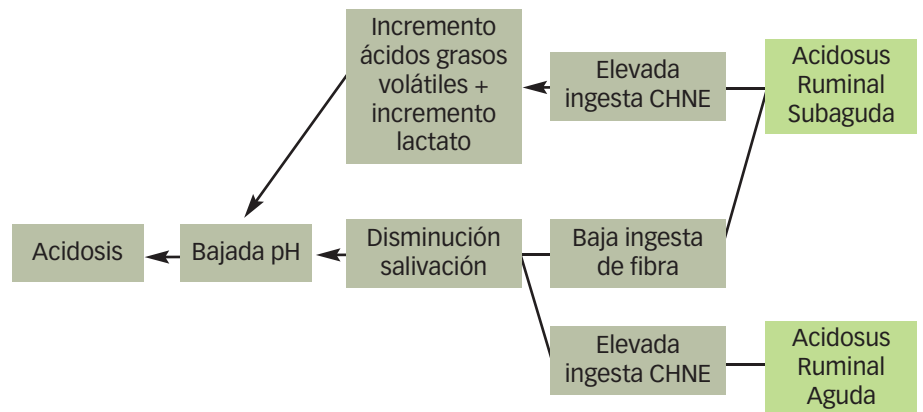 Incremento
ácidos grasos
volátiles +
incremento
lactato
Elevada
ingesta CHNE
Acidosus
Ruminal
Subaguda
Acidosis
Bajada pH
Disminución
salivación
Baja ingesta
de fibra
Elevada
ingesta CHNE
Acidosus
Ruminal
Aguda